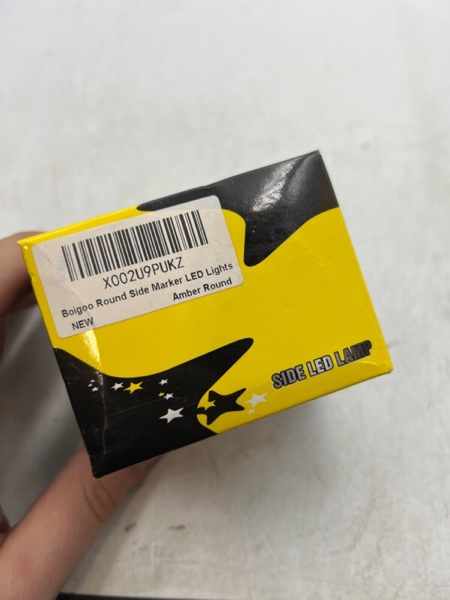 X002U9PUKZ
Boigoo Round Side Marker LED Lights
Amber Round
NEW
SIDE LED LAMP